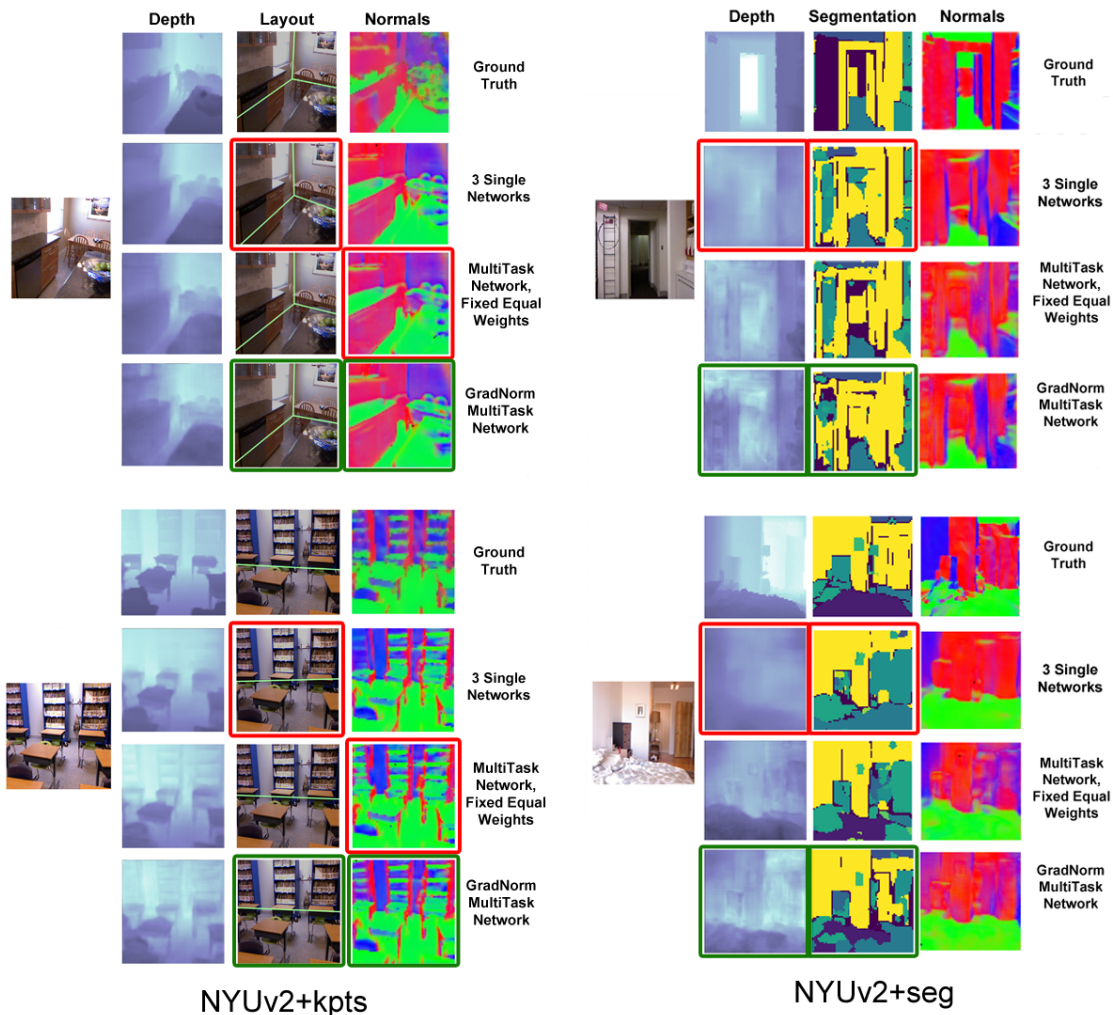 Depth Layout Normals
Ground
Truth
3 Single
Networks
MultiTask
Network,
Fixed Equal
Weights
GradNorm
MultiTask
Network
Ground
Truth
3 Single
Networks
MultiTask
Network,
Fixed Equal
Weights
GradNorm
MultiTask
Network
NYUv2+kpts
Depth Segmentation Normals
Ground
Truth
3 Single
Networks
MultiTask
Network,
Fixed Equal
Weights
GradNorm
MultiTask
Network
Ground
Truth
3 Single
Networks
MultiTask
Network,
Fixed Equal
Weights
GradNorm
MultiTask
Network
NYUv2+seg